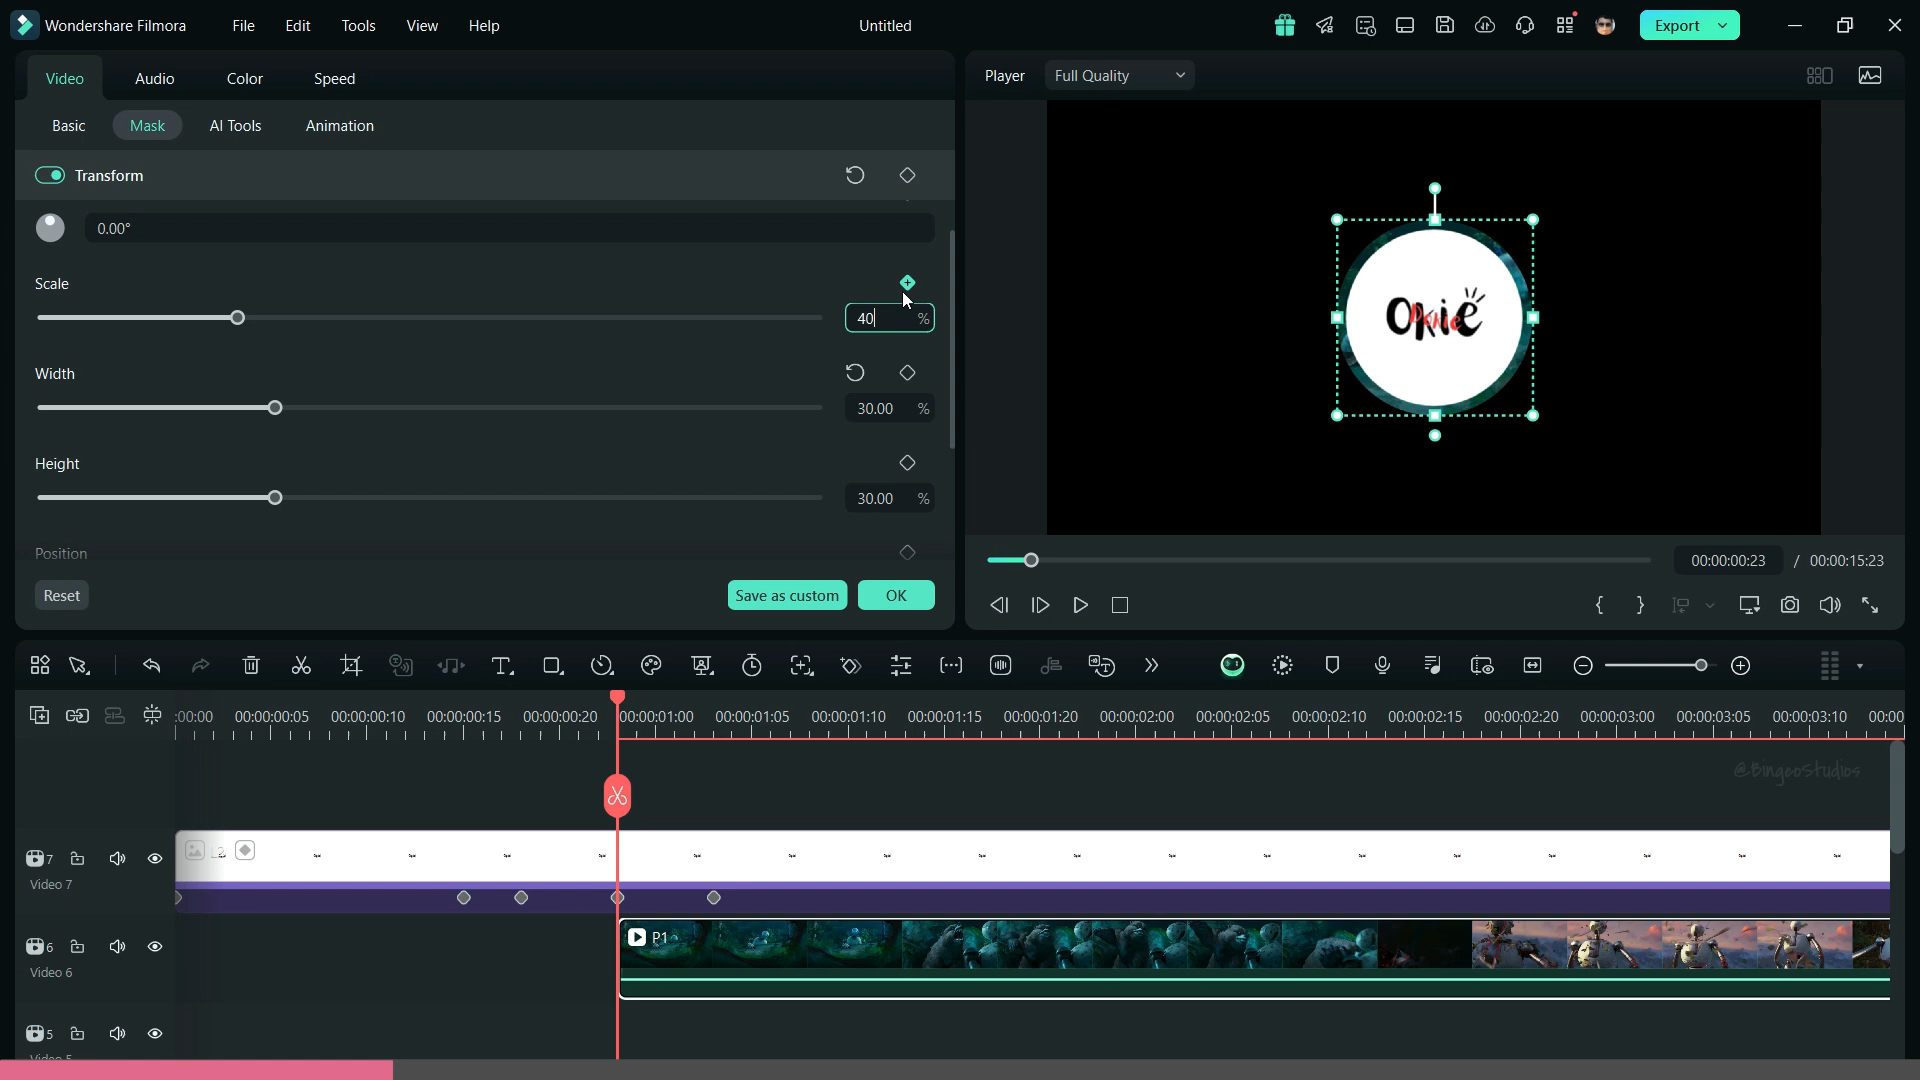 Wondershare Filmora File Edit Tools View Help Untitled Export
Video Audio Color Speed
Player Full Quality
Basic Mask AI Tools Animation
Transform
0.00°
Scale
40 %
Width
30.00 %
Height
30.00 %
Position
Reset Save as custom OK
OKiE
00:00:00:23 / 00:00:15:23
:00:00 00:00:00:05 00:00:00:10 00:00:00:15 00:00:00:20 00:00:01:00 00:00:01:05 00:00:01:10 00:00:01:15 00:00:01:20 00:00:02:00 00:00:02:05 00:00:02:10 00:00:02:15 00:00:02:20 00:00:03:00 00:00:03:05 00:00:03:10 00:00
@BingeoStudios
7
L2
Video 7
6
P1
Video 6
5
Video 5